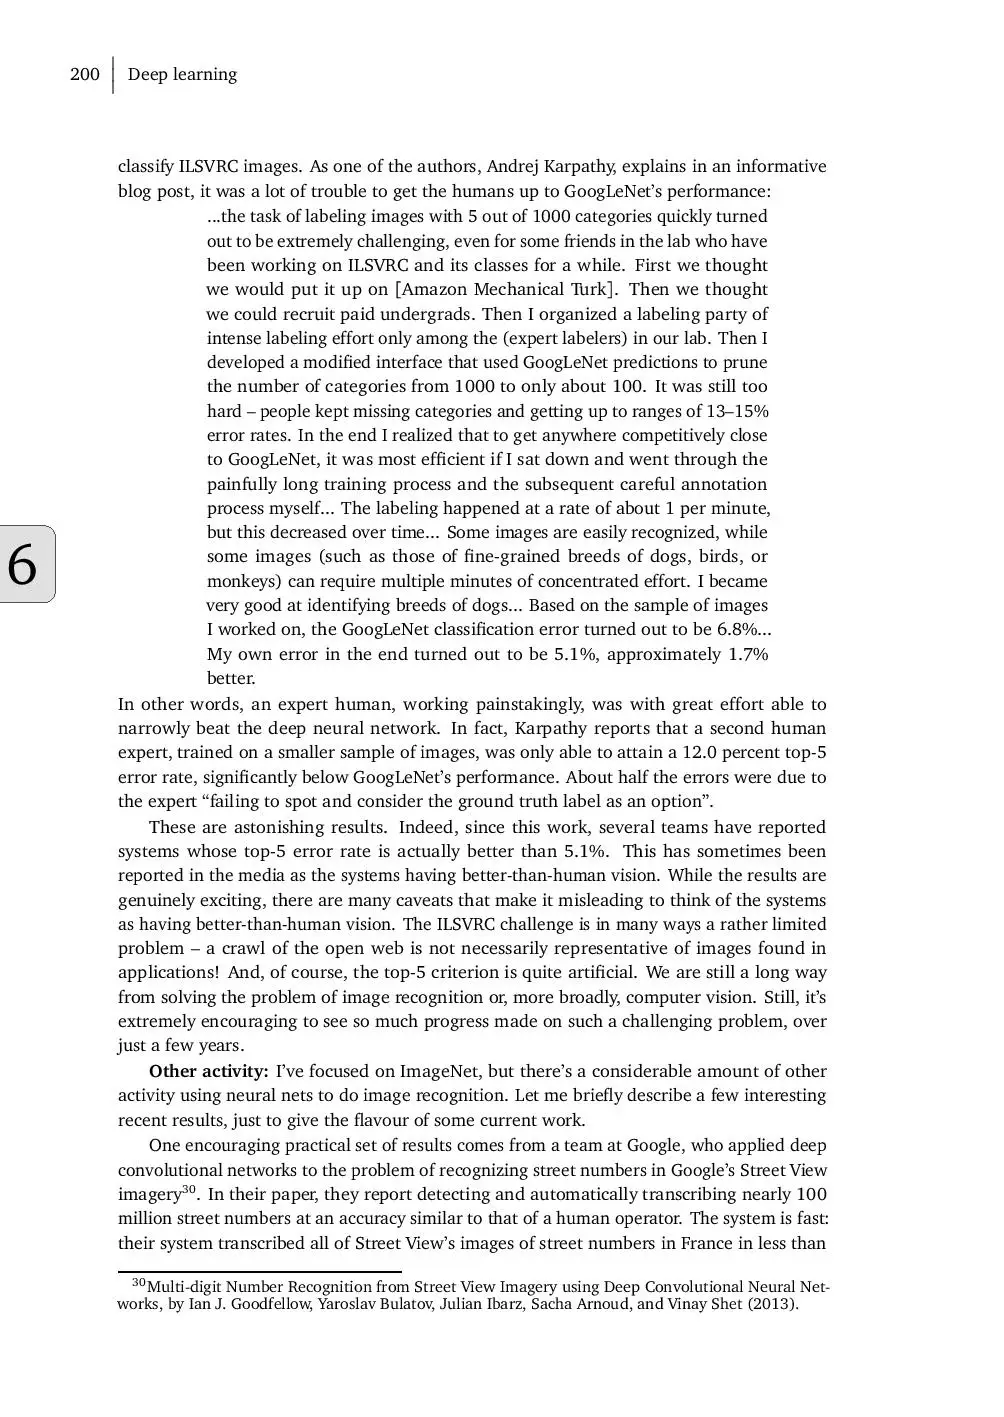 200 Deep learning
classify ILSVRC images. As one of the authors, Andrej Karpathy, explains in an informative
blog post, it was a lot of trouble to get the humans up to GoogLeNet’s performance:
...the task of labeling images with 5 out of 1000 categories quickly turned
out to be extremely challenging, even for some friends in the lab who have
been working on ILSVRC and its classes for a while. First we thought
we would put it up on [Amazon Mechanical Turk]. Then we thought
we could recruit paid undergrads. Then I organized a labeling party of
intense labeling effort only among the (expert labelers) in our lab. Then I
developed a modified interface that used GoogLeNet predictions to prune
the number of categories from 1000 to only about 100. It was still too
hard – people kept missing categories and getting up to ranges of 13–15%
error rates. In the end I realized that to get anywhere competitively close
to GoogLeNet, it was most efficient if I sat down and went through the
painfully long training process and the subsequent careful annotation
process myself... The labeling happened at a rate of about 1 per minute,
but this decreased over time... Some images are easily recognized, while
some images (such as those of fine-grained breeds of dogs, birds, or
monkeys) can require multiple minutes of concentrated effort. I became
very good at identifying breeds of dogs... Based on the sample of images
I worked on, the GoogLeNet classification error turned out to be 6.8%...
My own error in the end turned out to be 5.1%, approximately 1.7%
better.
6
In other words, an expert human, working painstakingly, was with great effort able to
narrowly beat the deep neural network. In fact, Karpathy reports that a second human
expert, trained on a smaller sample of images, was only able to attain a 12.0 percent top-5
error rate, significantly below GoogLeNet’s performance. About half the errors were due to
the expert “failing to spot and consider the ground truth label as an option”.
These are astonishing results. Indeed, since this work, several teams have reported
systems whose top-5 error rate is actually better than 5.1%. This has sometimes been
reported in the media as the systems having better-than-human vision. While the results are
genuinely exciting, there are many caveats that make it misleading to think of the systems
as having better-than-human vision. The ILSVRC challenge is in many ways a rather limited
problem – a crawl of the open web is not necessarily representative of images found in
applications! And, of course, the top-5 criterion is quite artificial. We are still a long way
from solving the problem of image recognition or, more broadly, computer vision. Still, it’s
extremely encouraging to see so much progress made on such a challenging problem, over
just a few years.
Other activity: I’ve focused on ImageNet, but there’s a considerable amount of other
activity using neural nets to do image recognition. Let me briefly describe a few interesting
recent results, just to give the flavour of some current work.
One encouraging practical set of results comes from a team at Google, who applied deep
convolutional networks to the problem of recognizing street numbers in Google’s Street View
imagery30. In their paper, they report detecting and automatically transcribing nearly 100
million street numbers at an accuracy similar to that of a human operator. The system is fast:
their system transcribed all of Street View’s images of street numbers in France in less than
30Multi-digit Number Recognition from Street View Imagery using Deep Convolutional Neural Net-
works, by Ian J. Goodfellow, Yaroslav Bulatov, Julian Ibarz, Sacha Arnoud, and Vinay Shet (2013).